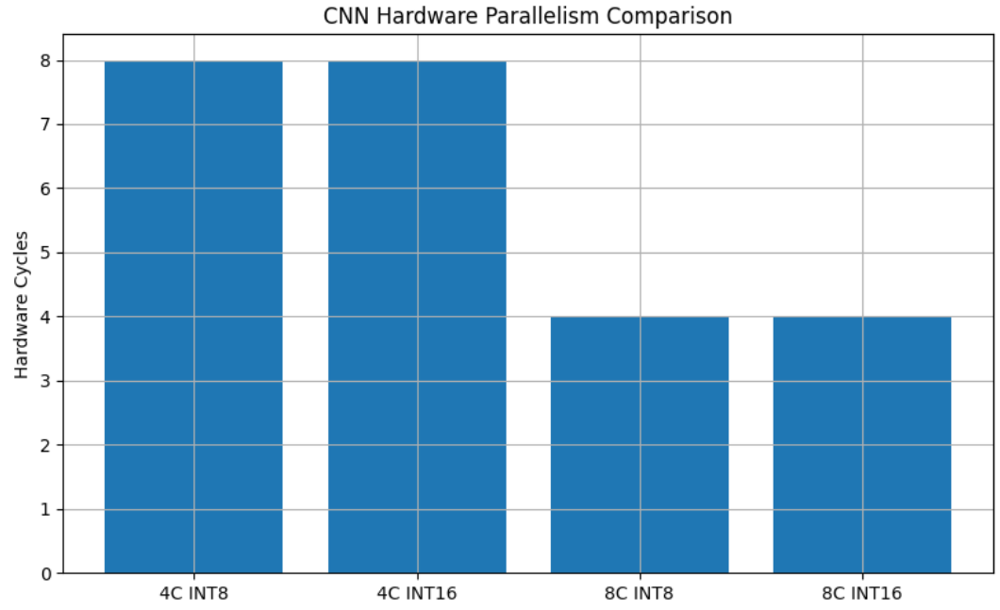 CNN Hardware Parallelism Comparison
Hardware Cycles
8
7
6
5
4
3
2
1
0
4C INT8
4C INT16
8C INT8
8C INT16